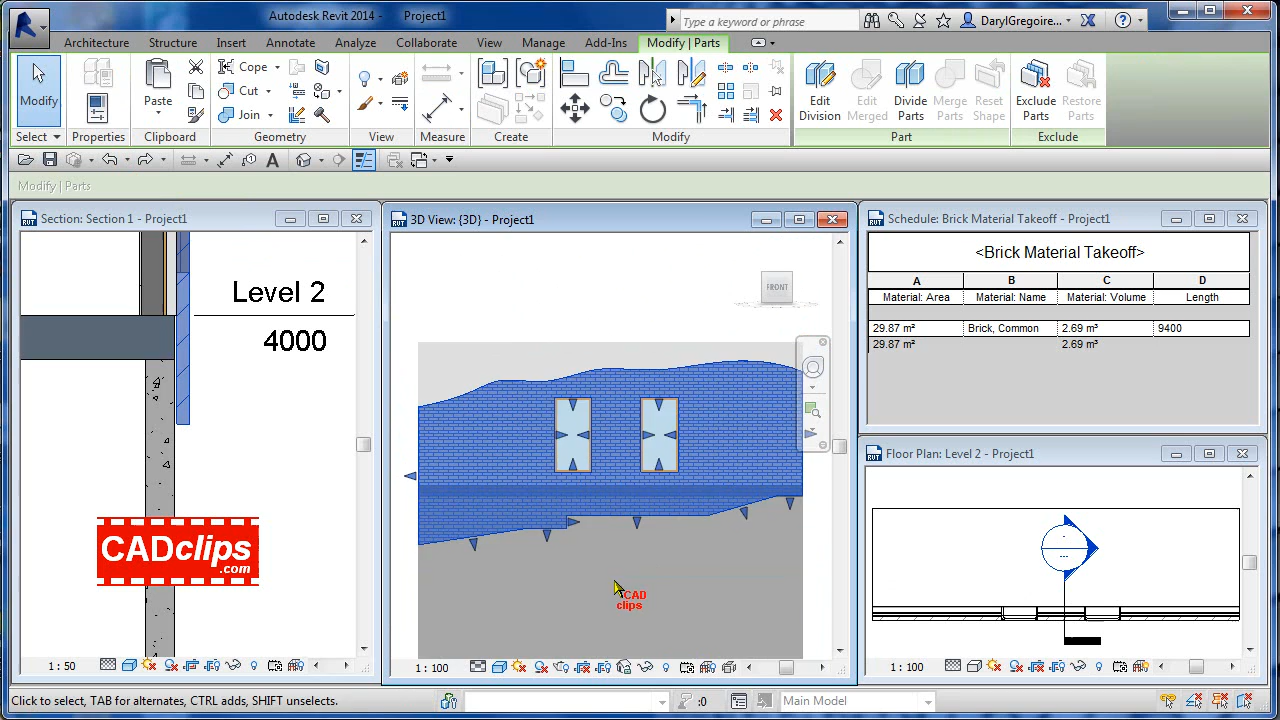 Autodesk Revit 2014 - Project1
Type a keyword or phrase
DarylGregoire...
Architecture Structure Insert Annotate Analyze Collaborate View Manage Add-Ins Modify | Parts
Modify
Paste
Cope
Cut
Join
Edit Division
Edit Merged
Divide Parts
Merge Parts
Reset Shape
Exclude Parts
Restore Parts
Select Properties Clipboard Geometry View Measure Create Modify Part Exclude
Modify | Parts
Section: Section 1 - Project1
Level 2
4000
CADclips
.com
1 : 50
3D View: {3D} - Project1
FRONT
CAD
clips
1 : 100
Schedule: Brick Material Takeoff - Project1
<Brick Material Takeoff>
A B C D
Material: Area Material: Name Material: Volume Length
29.87 m² Brick, Common 2.69 m³ 9400
29.87 m² 2.69 m³
Floor Plan: Level 2 - Project1
1 : 100
Click to select, TAB for alternates, CTRL adds, SHIFT unselects.
:0
Main Model